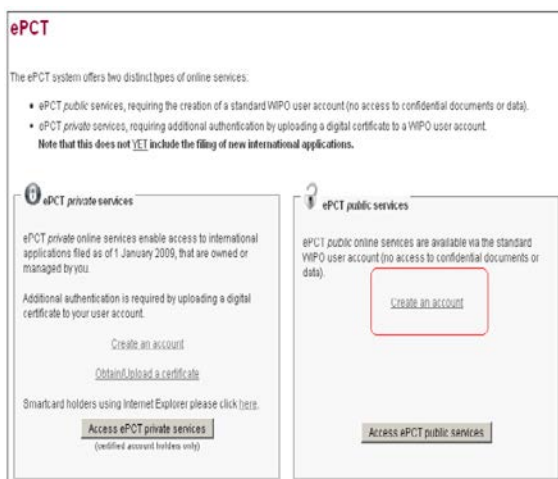 ePCT
The ePCT system offers two distinct types of online services:
• ePCT public services, requiring the creation of a standard WIPO user account (no access to confidential documents or data).
• ePCT private services, requiring additional authentication by uploading a digital certificate to a WIPO user account.
Note that this does not YET include the filing of new international applications.
ePCT private services
ePCT private online services enable access to international
applications filed as of 1 January 2009, that are owned or
managed by you.
Additional authentication is required by uploading a digital
certificate to your user account.
Create an account
Obtain/Upload a certificate
Smartcard holders using Internet Explorer please click here.
Access ePCT private services
(certified account holders only)
ePCT public services
ePCT public online services are available via the standard
WIPO user account (no access to confidential documents or
data).
Create an account
Access ePCT public services